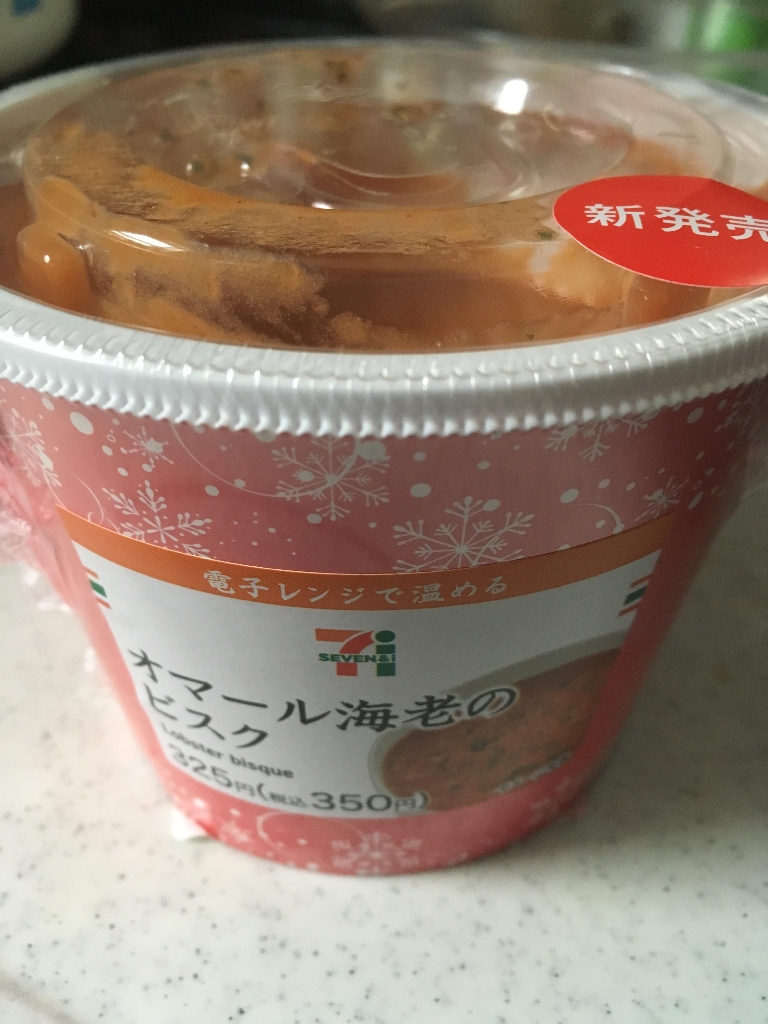 新発売
電子レンジで温める
SEVEN&i
オマール海老の
ビスク
Lobster bisque
325円(税込350円)